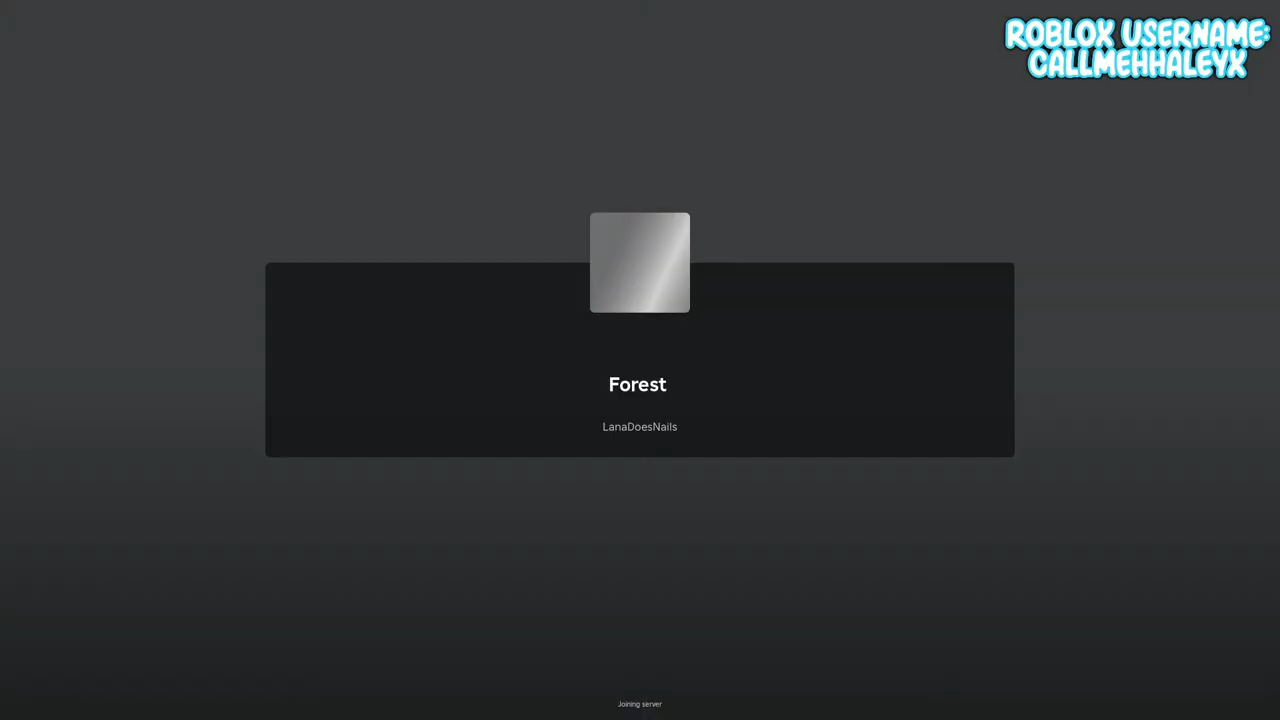 ROBLOX USERNAME:
CALLMEHHALEYX
Forest
LanaDoesNails
Joining server